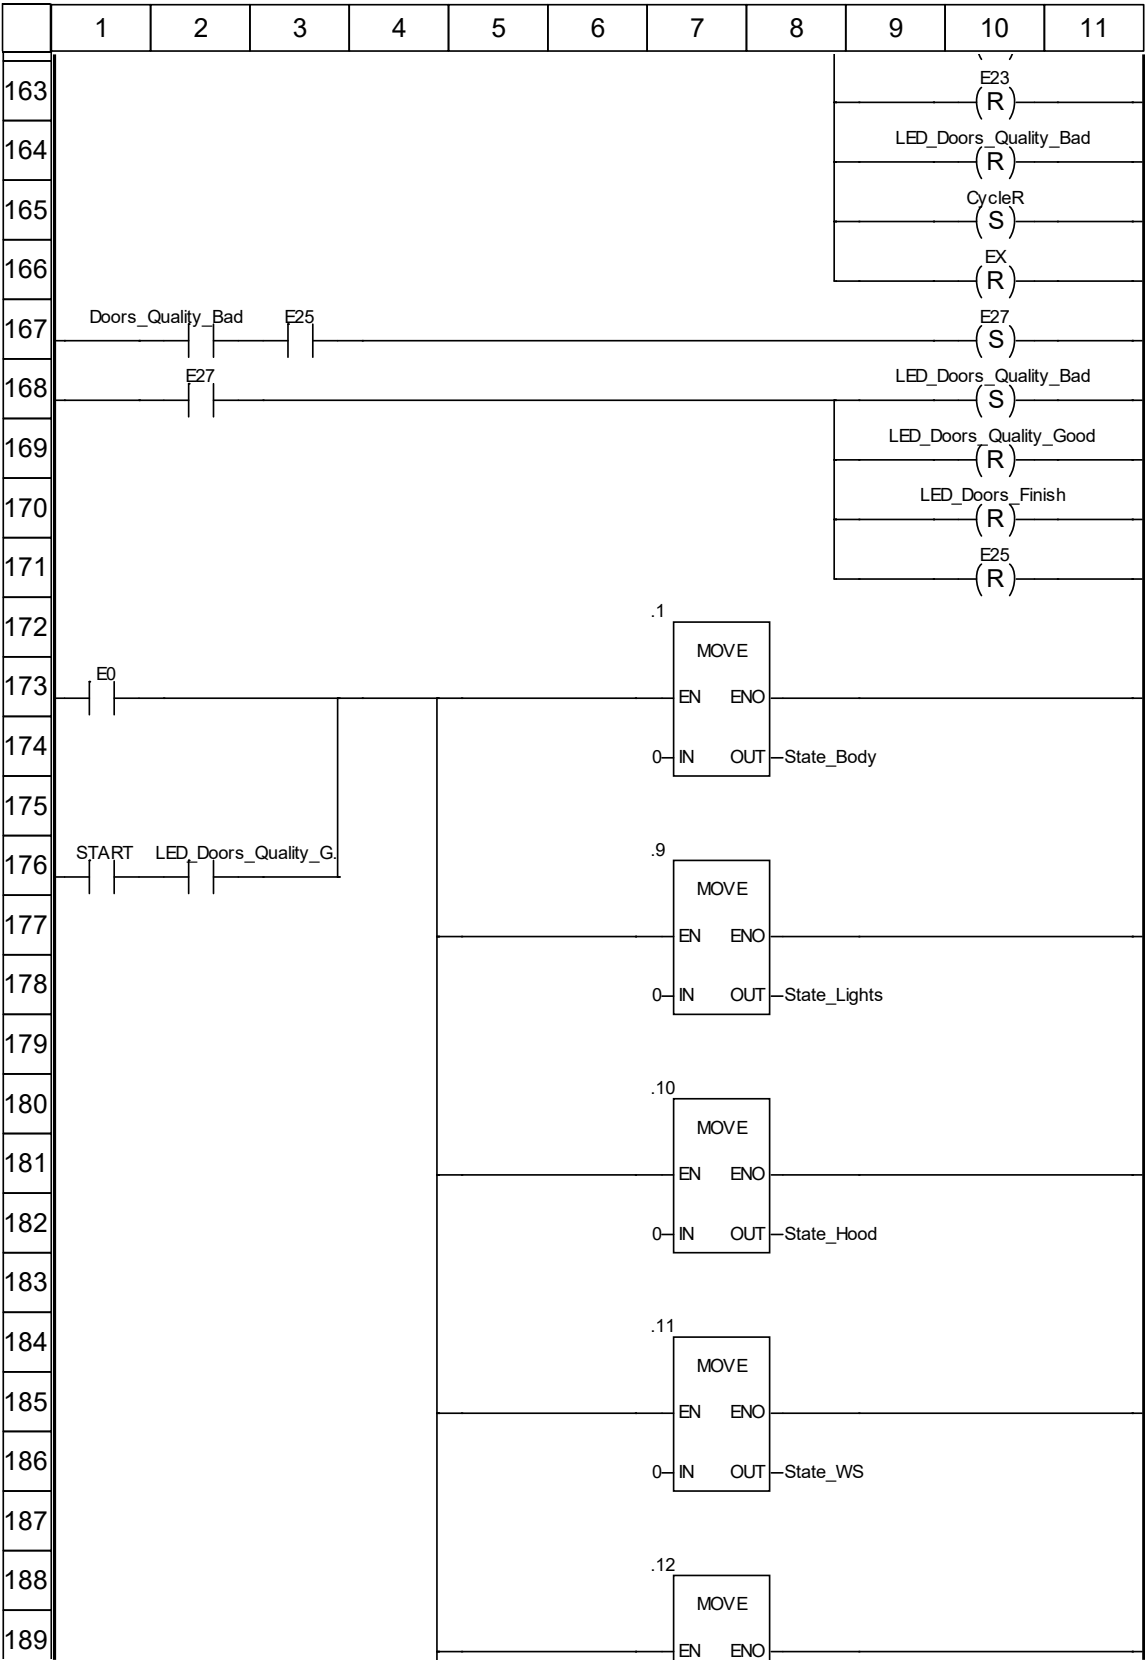 1 2 3 4 5 6 7 8 9 10 11
163 E23
(R)
164 LED_Doors_Quality_Bad
(R)
165 CycleR
(S)
166 EX
(R)
167 Doors_Quality_Bad E25 E27
(S)
168 E27 LED_Doors_Quality_Bad
(S)
169 LED_Doors_Quality_Good
(R)
170 LED_Doors_Finish
(R)
171 E25
(R)
172 .1
MOVE
173 E0 EN ENO
174 0 IN OUT State_Body
175
176 START LED_Doors_Quality_G. .9
MOVE
177 EN ENO
178 0 IN OUT State_Lights
179
180 .10
MOVE
181 EN ENO
182 0 IN OUT State_Hood
183
184 .11
MOVE
185 EN ENO
186 0 IN OUT State_WS
187
188 .12
MOVE
189 EN ENO